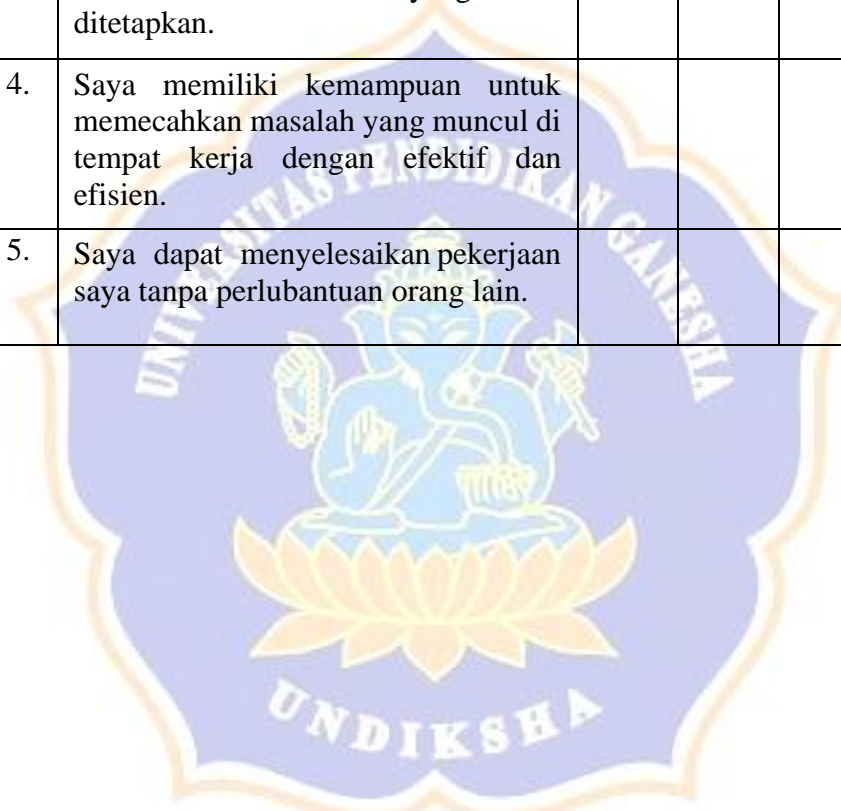 ditetapkan.
4. Saya memiliki kemampuan untuk
memecahkan masalah yang muncul di
tempat kerja dengan efektif dan
efisien.
5. Saya dapat menyelesaikan pekerjaan
saya tanpa perlubantuan orang lain.
UNIVERSITAS PENDIDIKAN GANESHA
UNDIKSHA